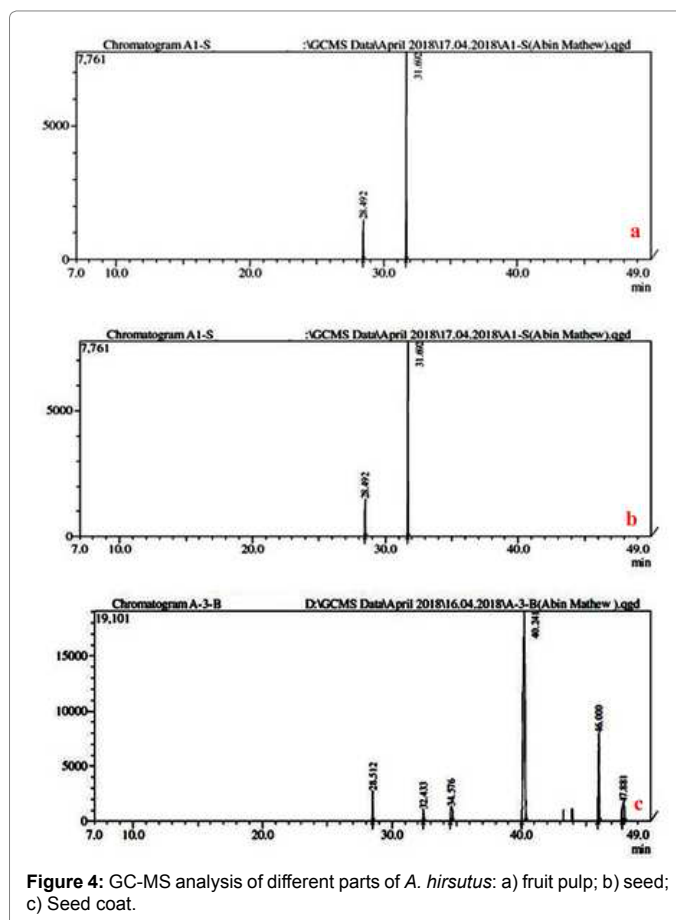 Chromatogram A1-S :\GCMS Data\April 2018\17.04.2018\A1-S(Abin Mathew).qgd
7,761
31.692
5000
28.492
a
0
7.0 10.0 20.0 30.0 40.0 49.0
min
Chromatogram A1-S :\GCMS Data\April 2018\17.04.2018\A1-S(Abin Mathew).qgd
7,761
31.692
5000
28.492
b
0
7.0 10.0 20.0 30.0 40.0 49.0
min
Chromatogram A-3-B D:\GCMS Data\April 2018\16.04.2018\A-3-B(Abin Mathew ).qgd
19,101
40.241
15000
10000
46.000
5000
28.512 32.433 34.576 47.881
c
0
7.0 10.0 20.0 30.0 40.0 49.0
min
Figure 4: GC-MS analysis of different parts of A. hirsutus: a) fruit pulp; b) seed;
c) Seed coat.